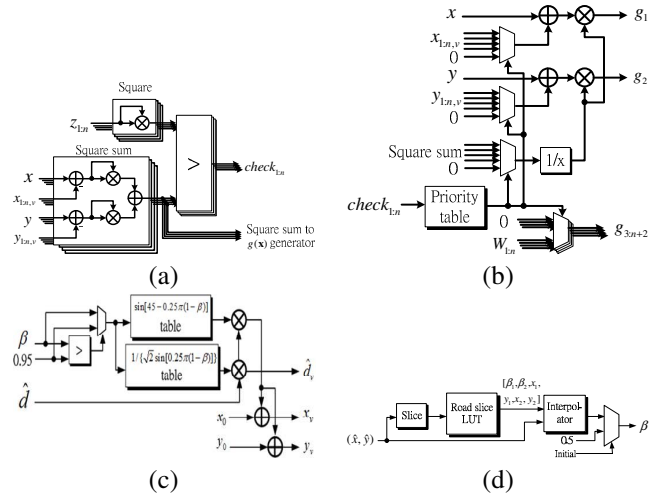 Square
z1:n
Square sum
x
x1:n,v
y
y1:n,v
>
check1:n
Square sum to
g(x) generator
(a)
x
x1:n,v
0
y
y1:n,v
0
Square sum
0
1/x
check1:n
Priority
table
0
W1:n
g1
g2
g3:n+2
(b)
β
0.95
>
sin[45−0.25π(1−β)]
table
1/{√2 sin[0.25π(1−β)]}
table
d̂
d̂v
x0
xv
y0
yv
(c)
(x̂, ŷ)
Slice
Road slice
LUT
[β1,β2,x1,
y1,x2, y2]
Interpol-
ator
0.5
Initial
β
(d)